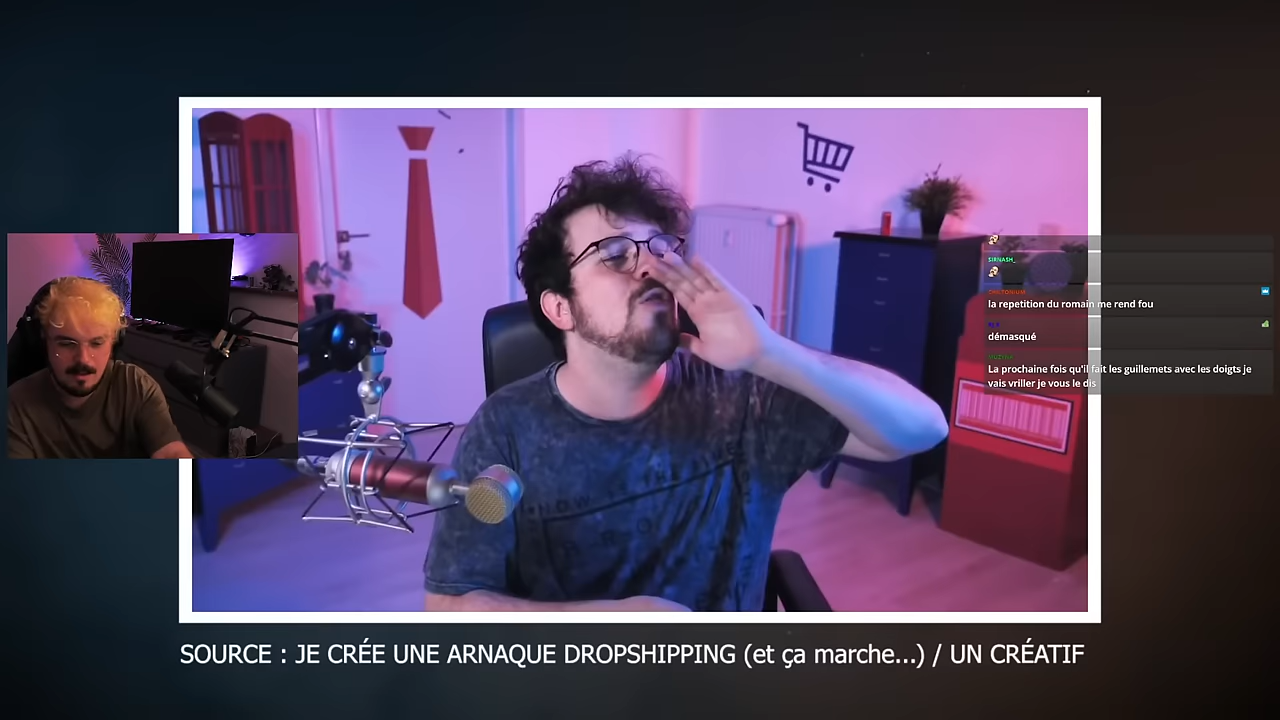 SIRNASH_
la repetition du romain me rend fou
démasqué
La prochaine fois qu'il fait les guillemets avec les doigts je
vais vriller je vous le dis
SOURCE : JE CRÉE UNE ARNAQUE DROPSHIPPING (et ça marche...) / UN CRÉATIF